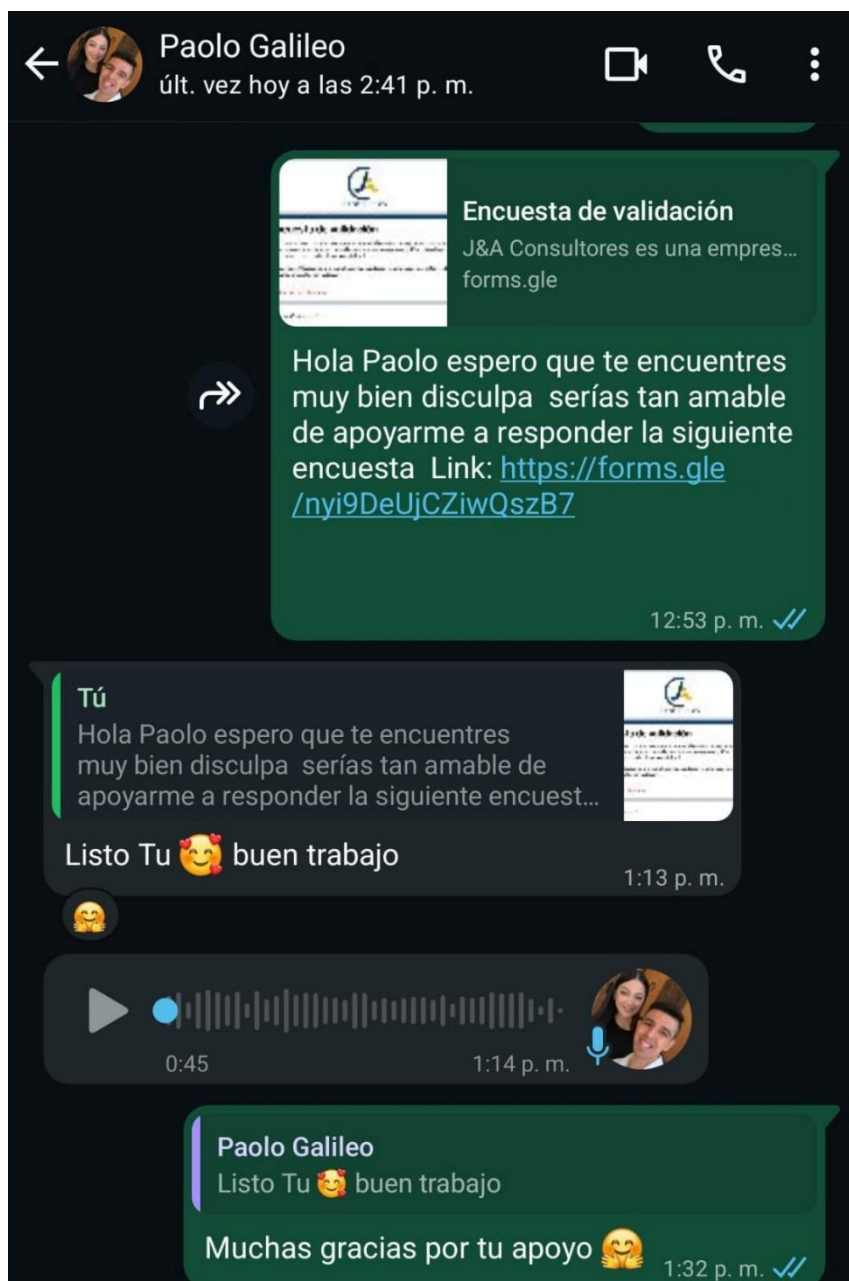 Paolo Galileo
últ. vez hoy a las 2:41 p. m.
Encuesta de validación
J&A Consultores es una empres...
forms.gle
Hola Paolo espero que te encuentres
muy bien disculpa  serías tan amable
de apoyarme a responder la siguiente
encuesta  Link: https://forms.gle
/nyi9DeUjCZiwQszB7
12:53 p. m.
Tú
Hola Paolo espero que te encuentres
muy bien disculpa  serías tan amable de
apoyarme a responder la siguiente encuest...
Listo Tu 🥰 buen trabajo
1:13 p. m.
🤗
0:45
1:14 p. m.
Paolo Galileo
Listo Tu 🥰 buen trabajo
Muchas gracias por tu apoyo 🤗
1:32 p. m.